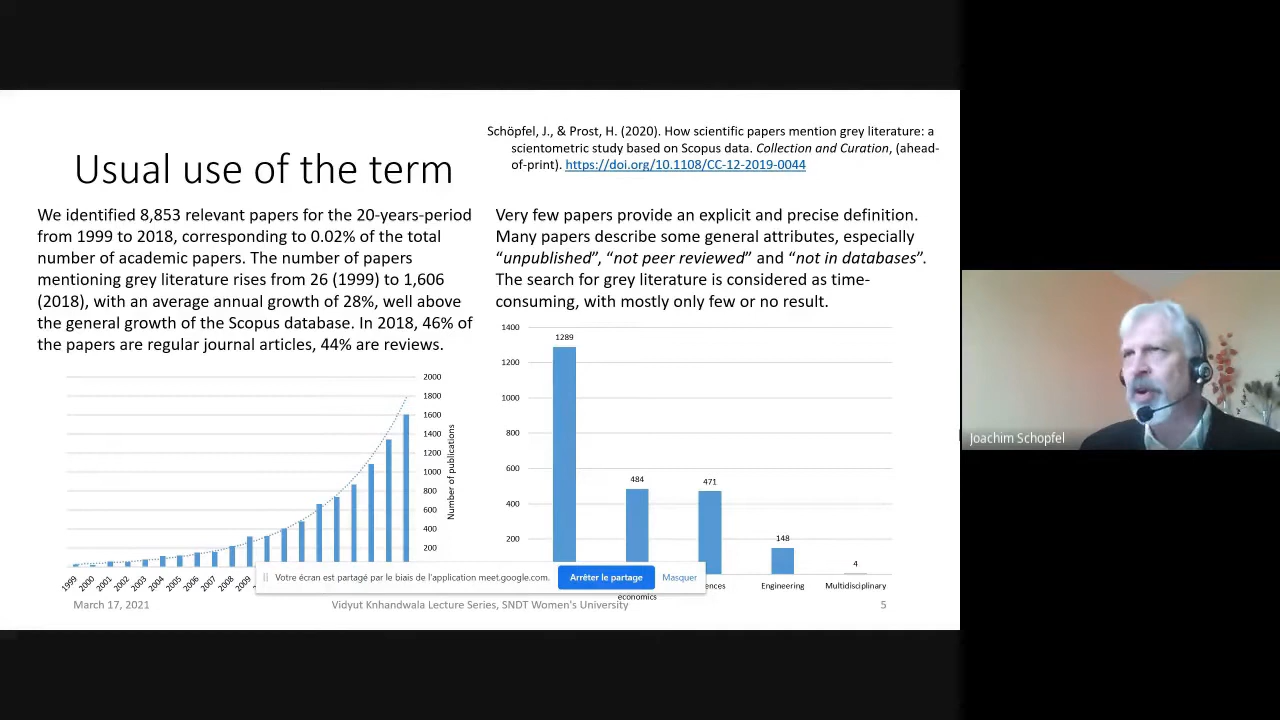 Schöpfel, J., & Prost, H. (2020). How scientific papers mention grey literature: a
scientometric study based on Scopus data. Collection and Curation, (ahead-
of-print). https://doi.org/10.1108/CC-12-2019-0044
Usual use of the term
We identified 8,853 relevant papers for the 20-years-period
from 1999 to 2018, corresponding to 0.02% of the total
number of academic papers. The number of papers
mentioning grey literature rises from 26 (1999) to 1,606
(2018), with an average annual growth of 28%, well above
the general growth of the Scopus database. In 2018, 46% of
the papers are regular journal articles, 44% are reviews.
Very few papers provide an explicit and precise definition.
Many papers describe some general attributes, especially
“unpublished”, “not peer reviewed” and “not in databases”.
The search for grey literature is considered as time-
consuming, with mostly only few or no result.
2000
1800
1600
1400
1200
1000
800
600
400
200
Number of publications
1999
2000
2001
2002
2003
2004
2005
2006
2007
2008
1400
1200
1000
800
600
400
200
1289
484
471
148
4
economics
Engineering
Multidisciplinary
Votre écran est partagé par le biais de l'application meet.google.com.
Arrêter le partage
Masquer
March 17, 2021
Vidyut Knhandwala Lecture Series, SNDT Women's University
5
Joachim Schopfel